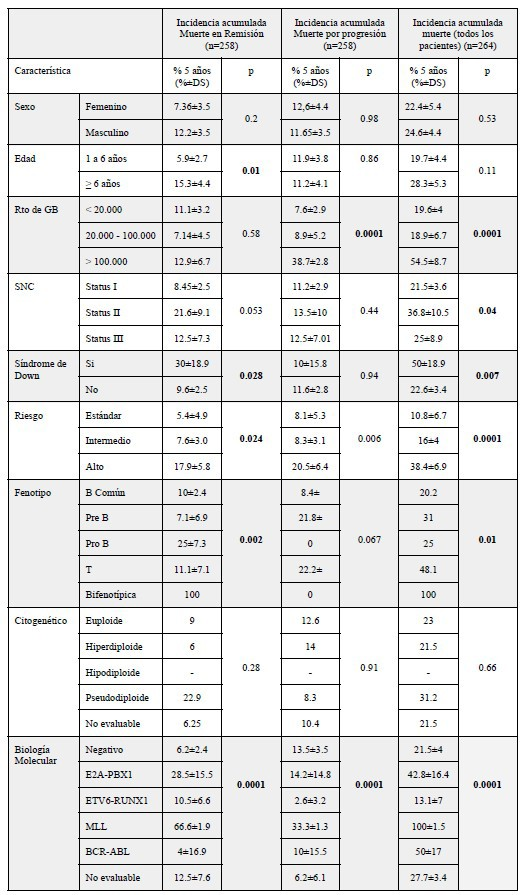 Incidencia acumulada Muerte en Remisión (n=258) Incidencia acumulada Muerte por progresión (n=258) Incidencia acumulada muerte (todos los pacientes) (n=264)
Característica % 5 años (%±DS) p % 5 años (%±DS) p % 5 años (%±DS) p
Sexo Femenino 7.36±3.5 0.2 12,6±4.4 0.98 22.4±5.4 0.53
Masculino 12.2±3.5 11.65±3.5 24.6±4.4
Edad 1 a 6 años 5.9±2.7 0.01 11.9±3.8 0.86 19.7±4.4 0.11
≥ 6 años 15.3±4.4 11.2±4.1 28.3±5.3
Rto de GB < 20.000 11.1±3.2 0.58 7.6±2.9 0.0001 19.6±4 0.0001
20.000 - 100.000 7.14±4.5 8.9±5.2 18.9±6.7
> 100.000 12.9±6.7 38.7±2.8 54.5±8.7
SNC Status I 8.45±2.5 0.053 11.2±2.9 0.44 21.5±3.6 0.04
Status II 21.6±9.1 13.5±10 36.8±10.5
Status III 12.5±7.3 12.5±7.01 25±8.9
Síndrome de Down Si 30±18.9 0.028 10±15.8 0.94 50±18.9 0.007
No 9.6±2.5 11.6±2.8 22.6±3.4
Riesgo Estándar 5.4±4.9 0.024 8.1±5.3 0.006 10.8±6.7 0.0001
Intermedio 7.6±3.0 8.3±3.1 16±4
Alto 17.9±5.8 20.5±6.4 38.4±6.9
Fenotipo B Común 10±2.4 0.002 8.4± 0.067 20.2 0.01
Pre B 7.1±6.9 21.8± 31
Pro B 25±7.3 0 25
T 11.1±7.1 22.2± 48.1
Bifenotípica 100 0 100
Citogenético Euploide 9 0.28 12.6 0.91 23 0.66
Hiperdiploide 6 14 21.5
Hipodiploide - - -
Pseudodiploide 22.9 8.3 31.2
No evaluable 6.25 10.4 21.5
Biología Molecular Negativo 6.2±2.4 0.0001 13.5±3.5 0.0001 21.5±4 0.0001
E2A-PBX1 28.5±15.5 14.2±14.8 42.8±16.4
ETV6-RUNX1 10.5±6.6 2.6±3.2 13.1±7
MLL 66.6±1.9 33.3±1.3 100±1.5
BCR-ABL 4±16.9 10±15.5 50±17
No evaluable 12.5±7.6 6.2±6.1 27.7±3.4